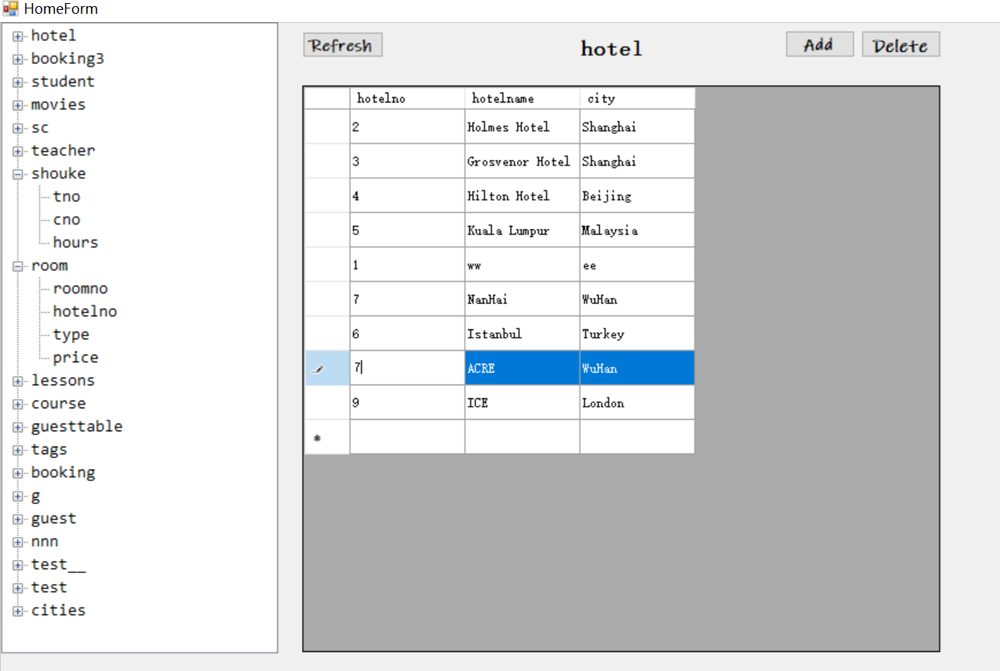 HomeForm
hotel
booking3
student
movies
sc
teacher
shouke
tno
cno
hours
room
roomno
hotelno
type
price
lessons
course
guesttable
tags
booking
g
guest
nnn
test__
test
cities
Refresh
hotel
Add
Delete
hotelno hotelname city
2 Holmes Hotel Shanghai
3 Grosvenor Hotel Shanghai
4 Hilton Hotel Beijing
5 Kuala Lumpur Malaysia
1 ww ee
7 NanHai WuHan
6 Istanbul Turkey
7 ACRE WuHan
9 ICE London